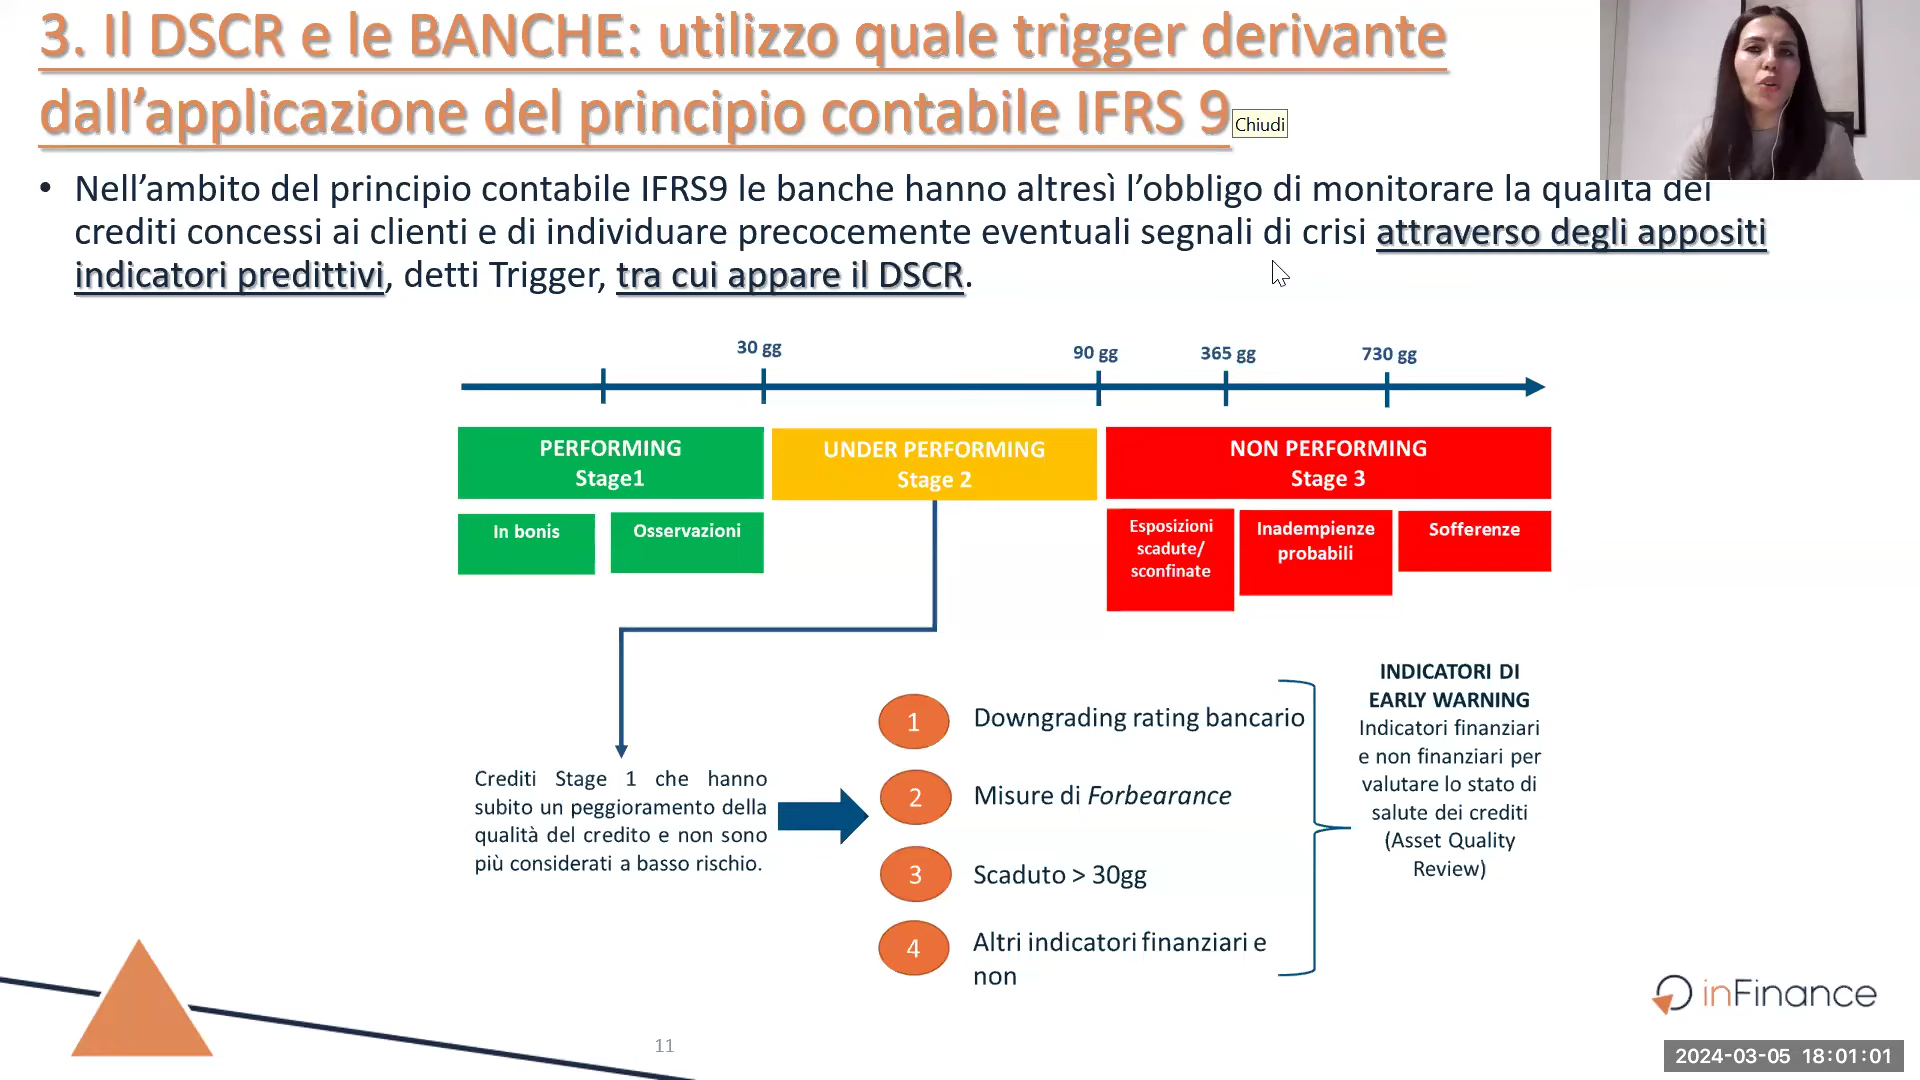 3. Il DSCR e le BANCHE: utilizzo quale trigger derivante
dall’applicazione del principio contabile IFRS 9
Chiudi
• Nell’ambito del principio contabile IFRS9 le banche hanno altresì l’obbligo di monitorare la qualità dei
crediti concessi ai clienti e di individuare precocemente eventuali segnali di crisi attraverso degli appositi
indicatori predittivi, detti Trigger, tra cui appare il DSCR.
30 gg
90 gg
365 gg
730 gg
PERFORMING
Stage1
UNDER PERFORMING
Stage 2
NON PERFORMING
Stage 3
In bonis
Osservazioni
Esposizioni
scadute/
sconfinate
Inadempienze
probabili
Sofferenze
Crediti Stage 1 che hanno
subito un peggioramento della
qualità del credito e non sono
più considerati a basso rischio.
1 Downgrading rating bancario
2 Misure di Forbearance
3 Scaduto > 30gg
4 Altri indicatori finanziari e
non
INDICATORI DI
EARLY WARNING
Indicatori finanziari
e non finanziari per
valutare lo stato di
salute dei crediti
(Asset Quality
Review)
inFinance
11
2024-03-05 18:01:01